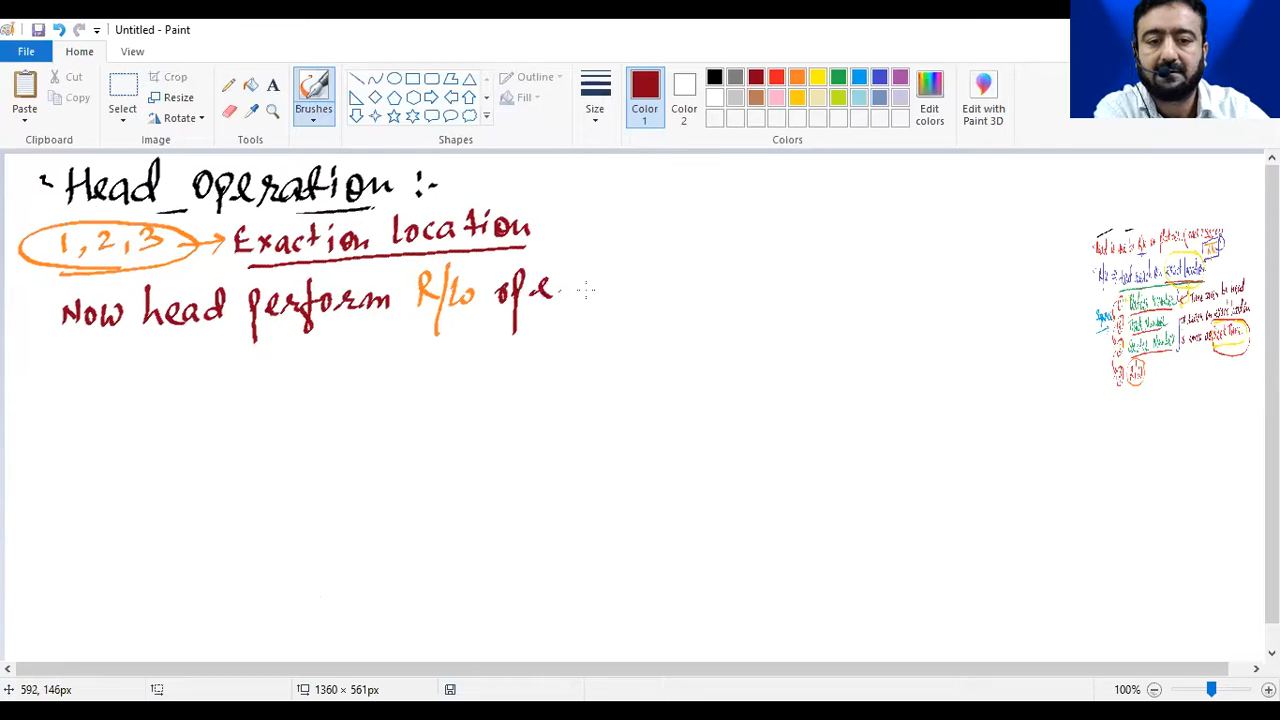 Untitled - Paint
File
Home
View
Paste
Cut
Copy
Clipboard
Select
Crop
Resize
Rotate
Image
Tools
Brushes
Shapes
Outline
Fill
Size
Color 1
Color 2
Edit colors
Colors
Edit with Paint 3D
Head operation :-
1, 2, 3 → Exaction location
Now head perform R/w ope
592, 146px
1360 × 561px
100%